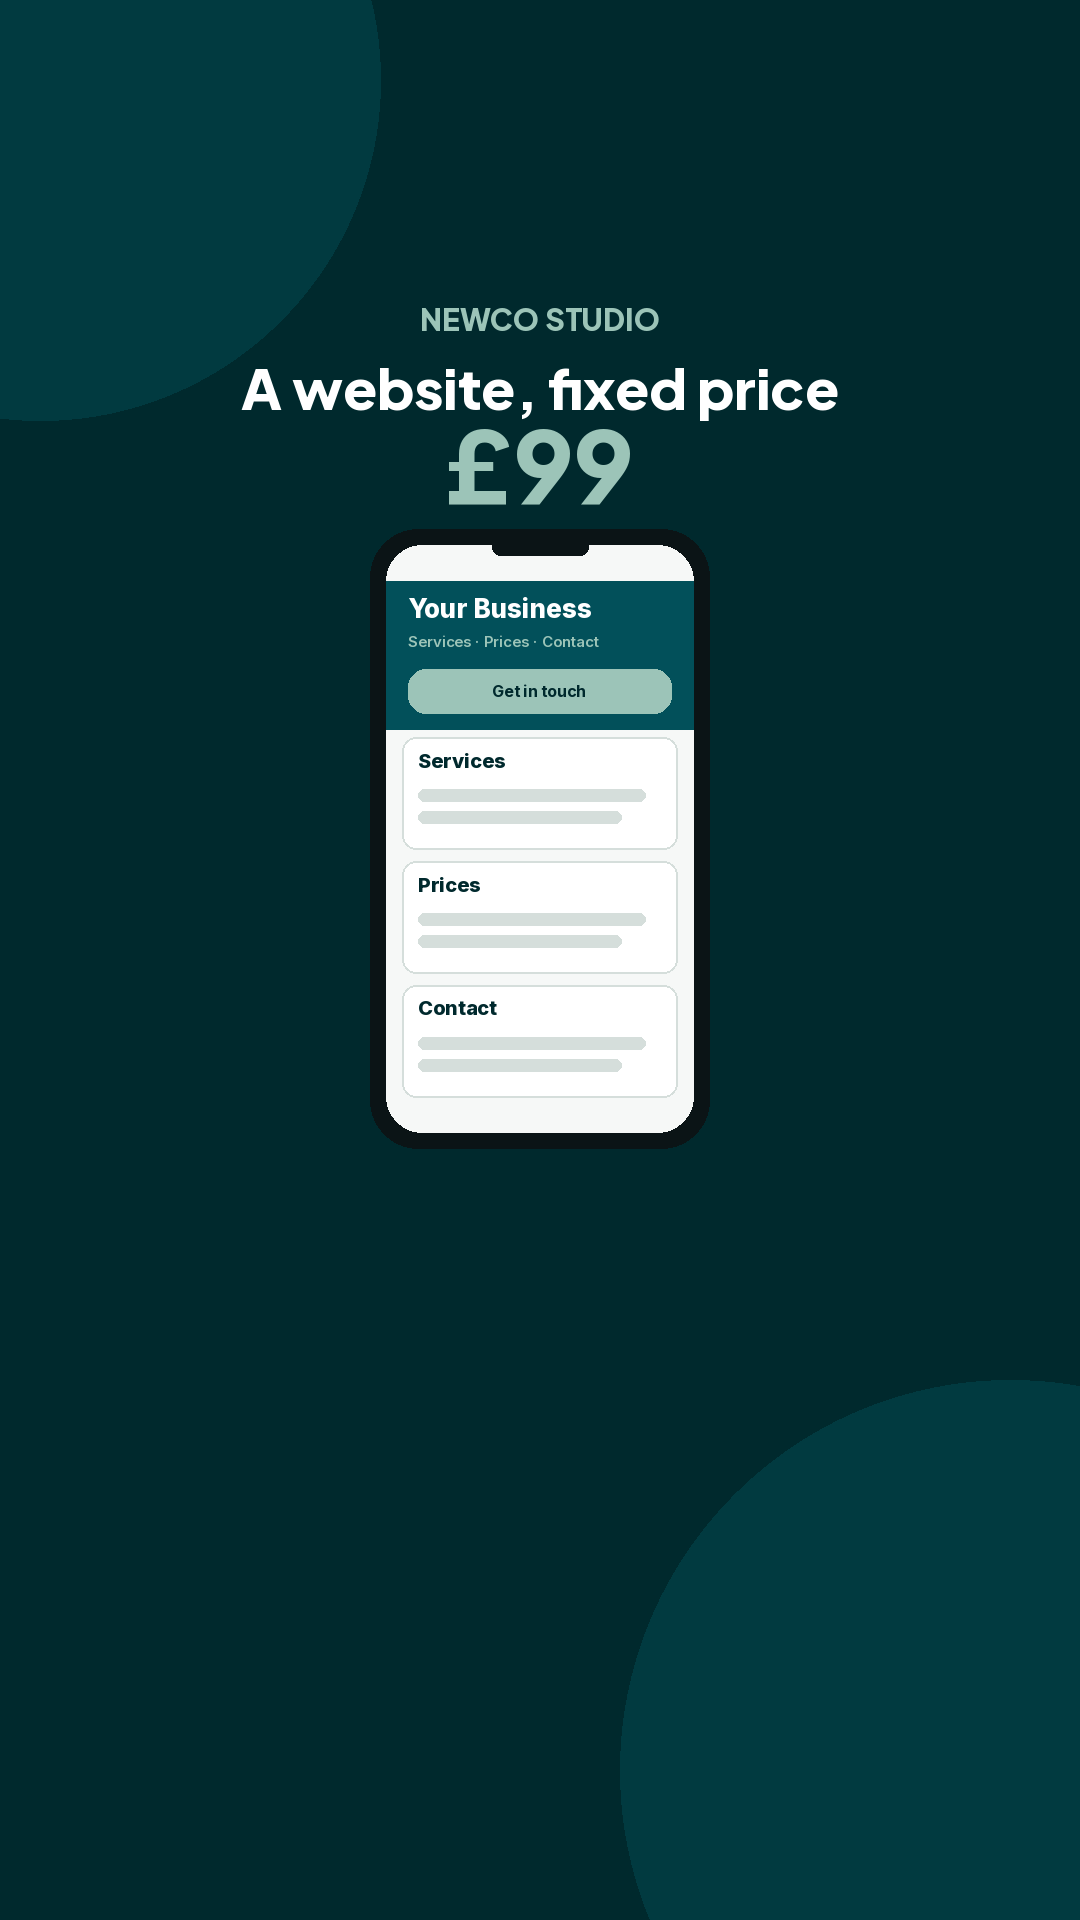 NEWCO STUDIO
A website, fixed price
£99
Your Business
Services · Prices · Contact
Get in touch
Services
Prices
Contact